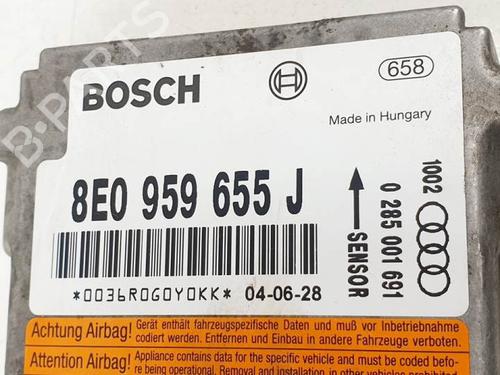 BOSCH
658
Made in Hungary
8E0 959 655 J
SENSOR
0 285 001 691
1002
*0036R0G0Y0KK* 04-06-28
Achtung Airbag! Gerät enthält fahrzeugspezifische Daten und muß vor Inbetriebnahme
codiert werden. Entfernen und Einbau in andere Fahrzeuge verboten.
Attention Airbag! Appliance contains data for the specific vehicle and must be coded befo-
re being operational. Removal and installation in other vehicles
B-PARTS